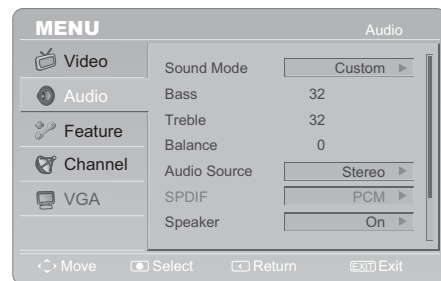 MENU Audio
Video
Audio
Feature
Channel
VGA
Sound Mode Custom
Bass 32
Treble 32
Balance 0
Audio Source Stereo
SPDIF PCM
Speaker On
Move Select Return EXIT Exit